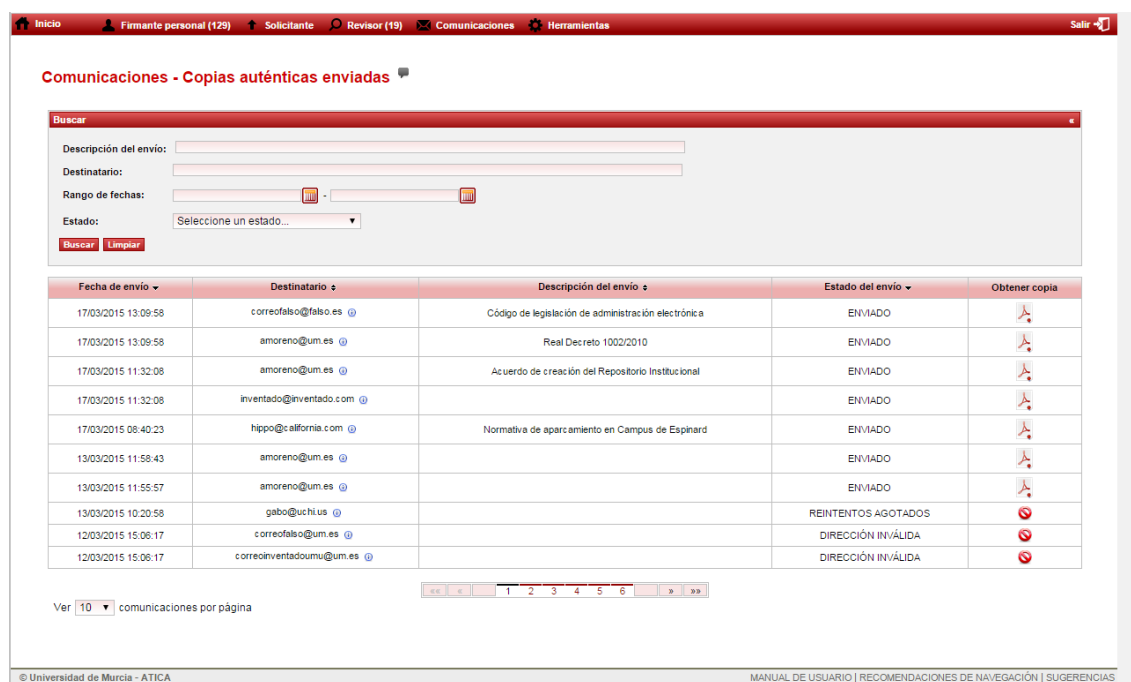 Inicio Firmante personal (129) Solicitante Revisor (19) Comunicaciones Herramientas Salir
Comunicaciones - Copias auténticas enviadas
Buscar «
Descripción del envío:
Destinatario:
Rango de fechas: -
Estado: Seleccione un estado...
Buscar Limpiar
Fecha de envío Destinatario Descripción del envío Estado del envío Obtener copia
17/03/2015 13:09:58 correofalso@falso.es Código de legislación de administración electrónica ENVIADO
17/03/2015 13:09:58 amoreno@um.es Real Decreto 1002/2010 ENVIADO
17/03/2015 11:32:08 amoreno@um.es Acuerdo de creación del Repositorio Institucional ENVIADO
17/03/2015 11:32:08 inventado@inventado.com ENVIADO
17/03/2015 08:40:23 hippo@california.com Normativa de aparcamiento en Campus de Espinard ENVIADO
13/03/2015 11:58:43 amoreno@um.es ENVIADO
13/03/2015 11:55:57 amoreno@um.es ENVIADO
13/03/2015 10:20:58 gabo@uchi.us REINTENTOS AGOTADOS
12/03/2015 15:06:17 correofalso@um.es DIRECCIÓN INVÁLIDA
12/03/2015 15:06:17 correoinventadoumu@um.es DIRECCIÓN INVÁLIDA
«« « 1 2 3 4 5 6 » »»
Ver 10 comunicaciones por página
© Universidad de Murcia - ATICA MANUAL DE USUARIO | RECOMENDACIONES DE NAVEGACIÓN | SUGERENCIAS